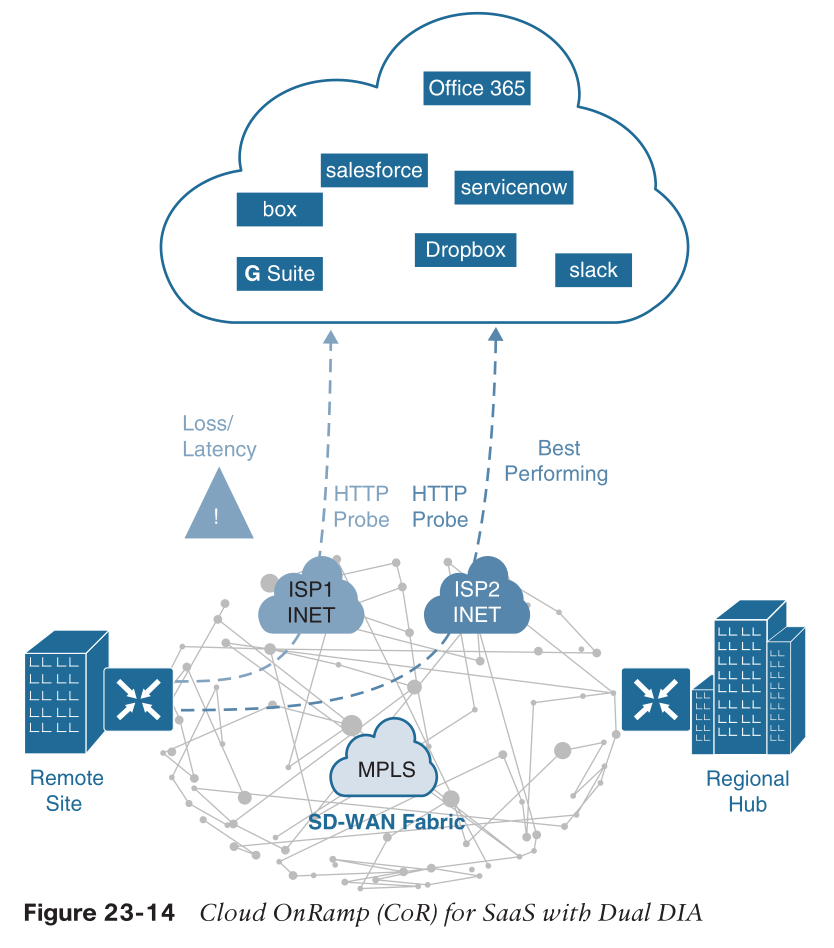 Office 365
salesforce
servicenow
box
Dropbox
G Suite
slack
Loss/
Latency
!
HTTP
Probe
HTTP
Probe
Best
Performing
ISP1
INET
ISP2
INET
MPLS
SD-WAN Fabric
Remote
Site
Regional
Hub
Figure 23-14 Cloud OnRamp (CoR) for SaaS with Dual DIA